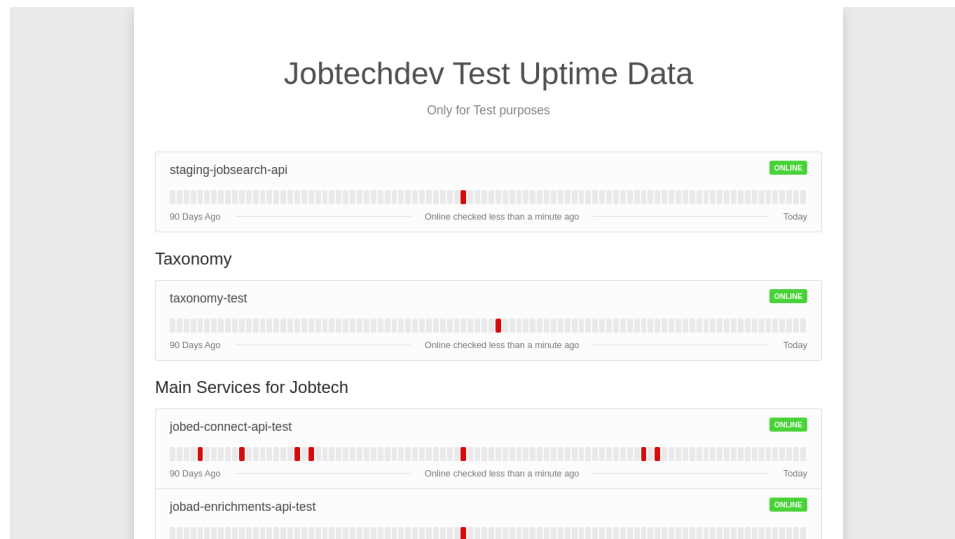 Jobtechdev Test Uptime Data
Only for Test purposes
staging-jobsearch-api
ONLINE
90 Days Ago
Online checked less than a minute ago
Today
Taxonomy
taxonomy-test
ONLINE
90 Days Ago
Online checked less than a minute ago
Today
Main Services for Jobtech
jobed-connect-api-test
ONLINE
90 Days Ago
Online checked less than a minute ago
Today
jobad-enrichments-api-test
ONLINE